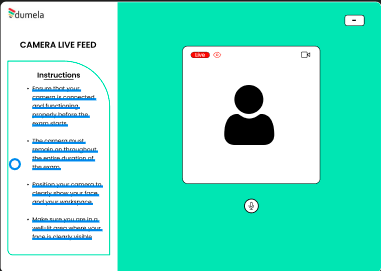 dumela
CAMERA LIVE FEED
Instructions
• Ensure that your
camera is connected
and functioning
properly before the
exam starts.
• The camera must
remain on throughout
the entire duration of
the exam.
• Position your camera to
clearly show your face
and your workspace.
• Make sure you are in a
well-lit area where your
face is clearly visible
Live